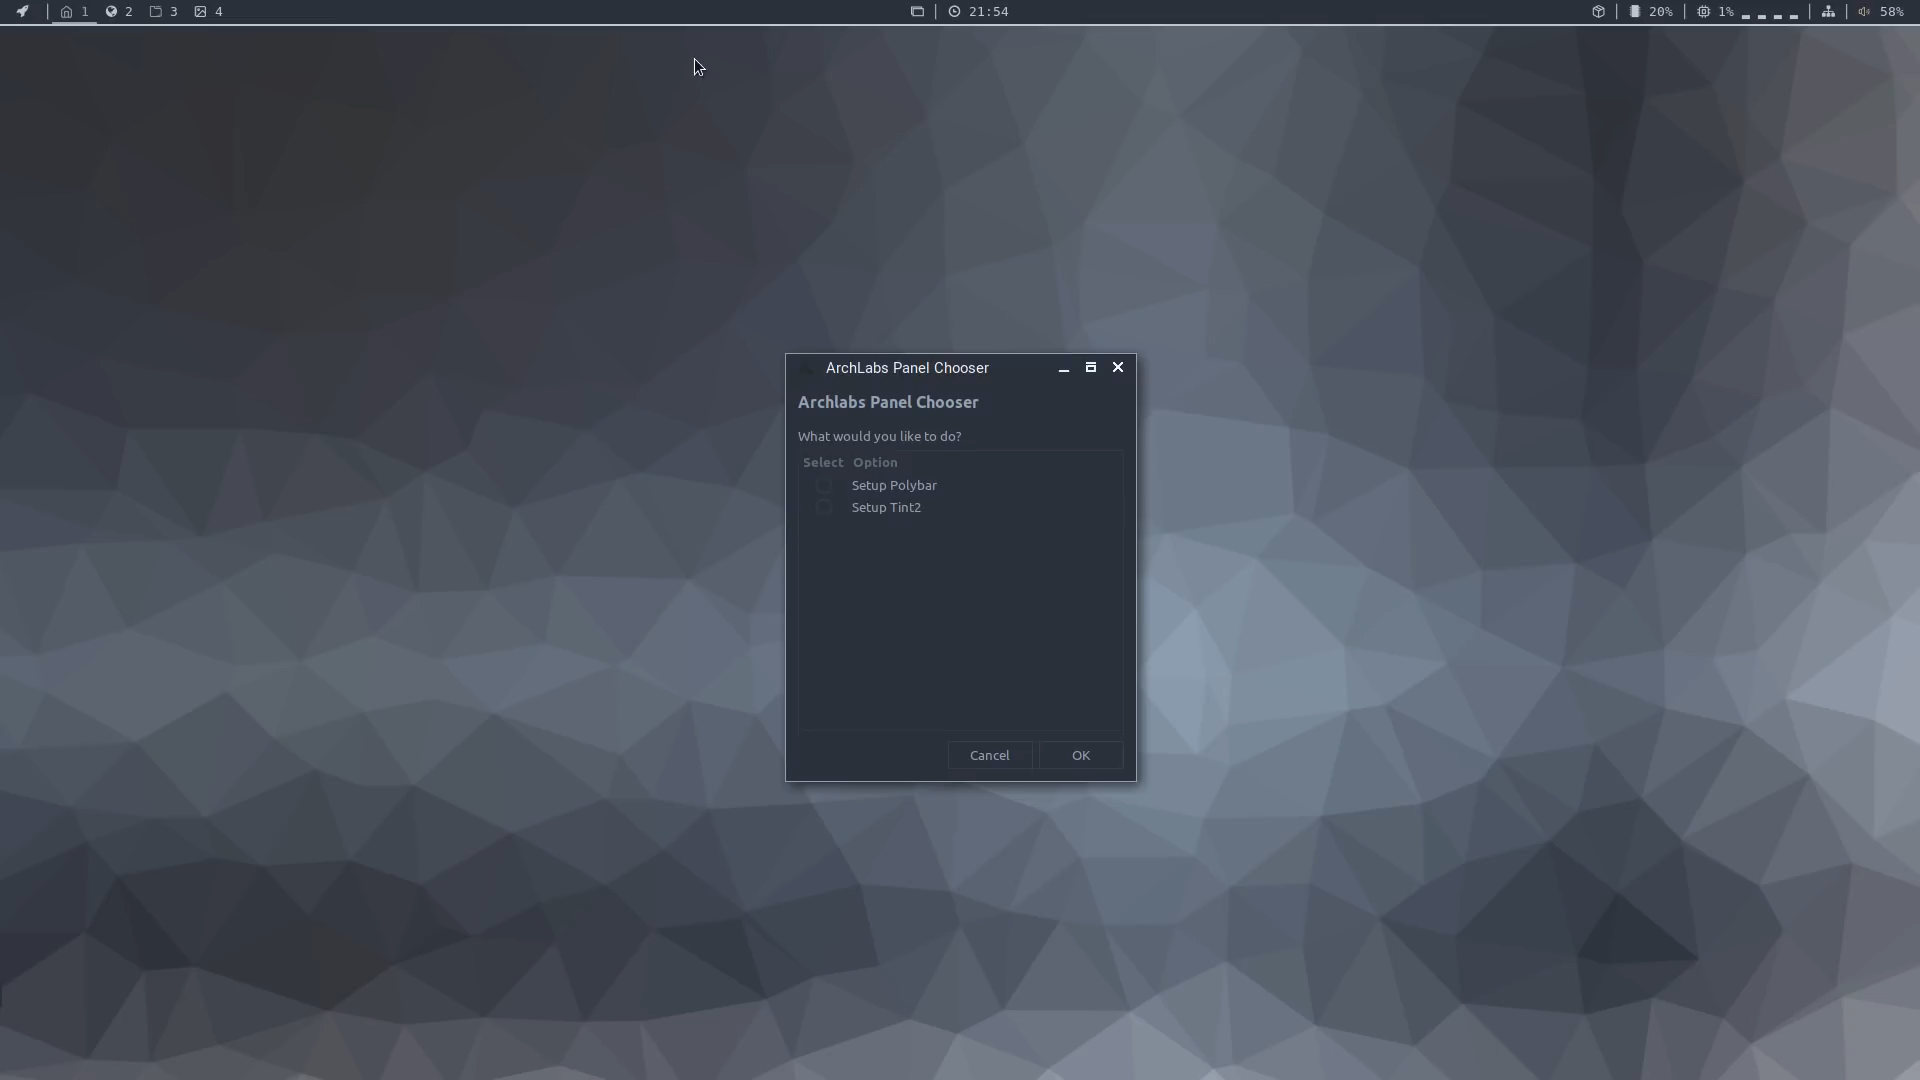 1 2 3 4 21:54 20% 1% 58%
ArchLabs Panel Chooser
Archlabs Panel Chooser
What would you like to do?
Select Option
Setup Polybar
Setup Tint2
Cancel OK